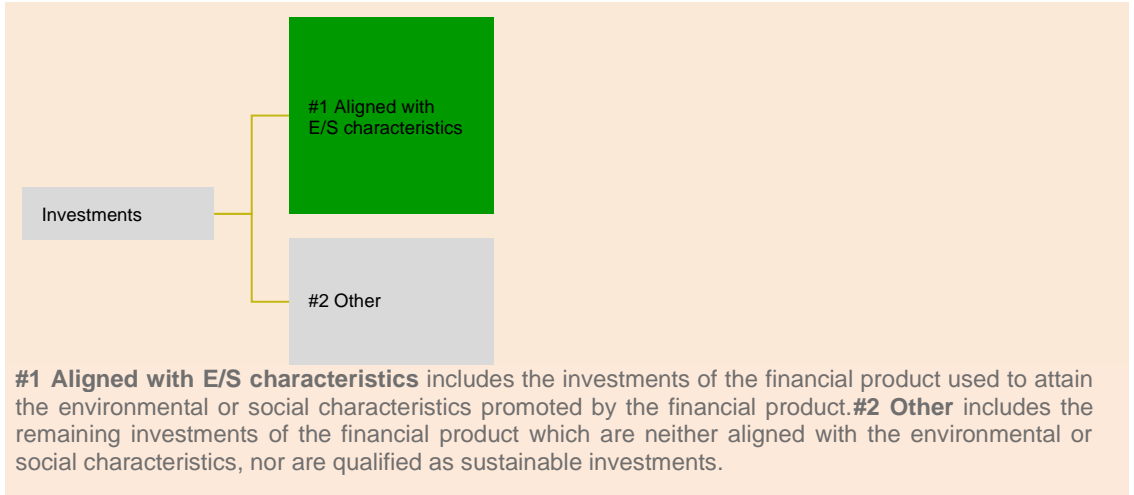 #1 Aligned with
E/S characteristics
Investments
#2 Other
#1 Aligned with E/S characteristics includes the investments of the financial product used to attain
the environmental or social characteristics promoted by the financial product.#2 Other includes the
remaining investments of the financial product which are neither aligned with the environmental or
social characteristics, nor are qualified as sustainable investments.